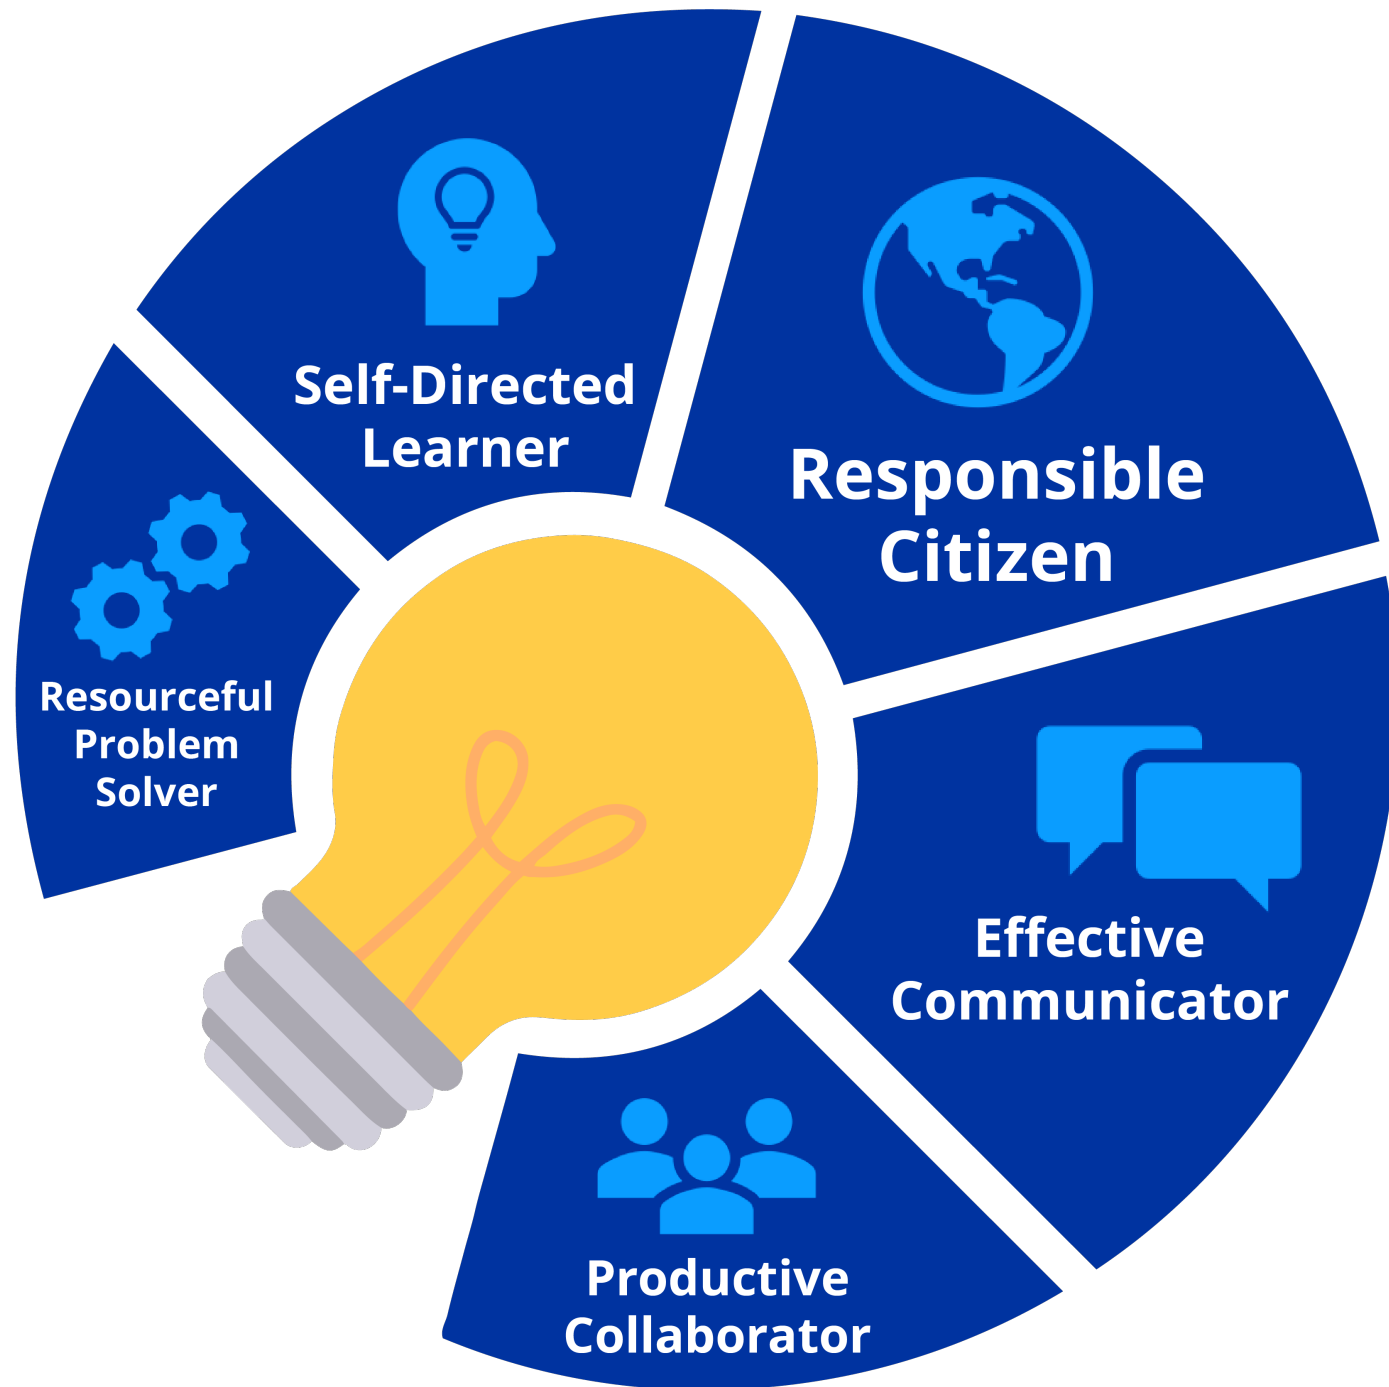 Self-Directed
Learner
Responsible
Citizen
Resourceful
Problem
Solver
Effective
Communicator
Productive
Collaborator